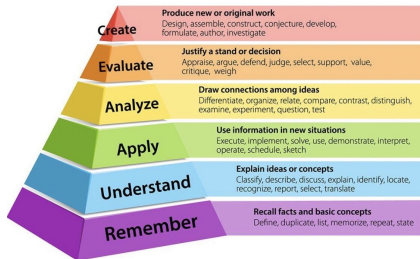 Create
Produce new or original work
Design, assemble, construct, conjecture, develop,
formulate, author, investigate
Evaluate
Justify a stand or decision
Appraise, argue, defend, judge, select, support, value,
critique, weigh
Analyze
Draw connections among ideas
Differentiate, organize, relate, compare, contrast, distinguish,
examine, experiment, question, test
Apply
Use information in new situations
Execute, implement, solve, use, demonstrate, interpret,
operate, schedule, sketch
Understand
Explain ideas or concepts
Classify, describe, discuss, explain, identify, locate,
recognize, report, select, translate
Remember
Recall facts and basic concepts
Define, duplicate, list, memorize, repeat, state